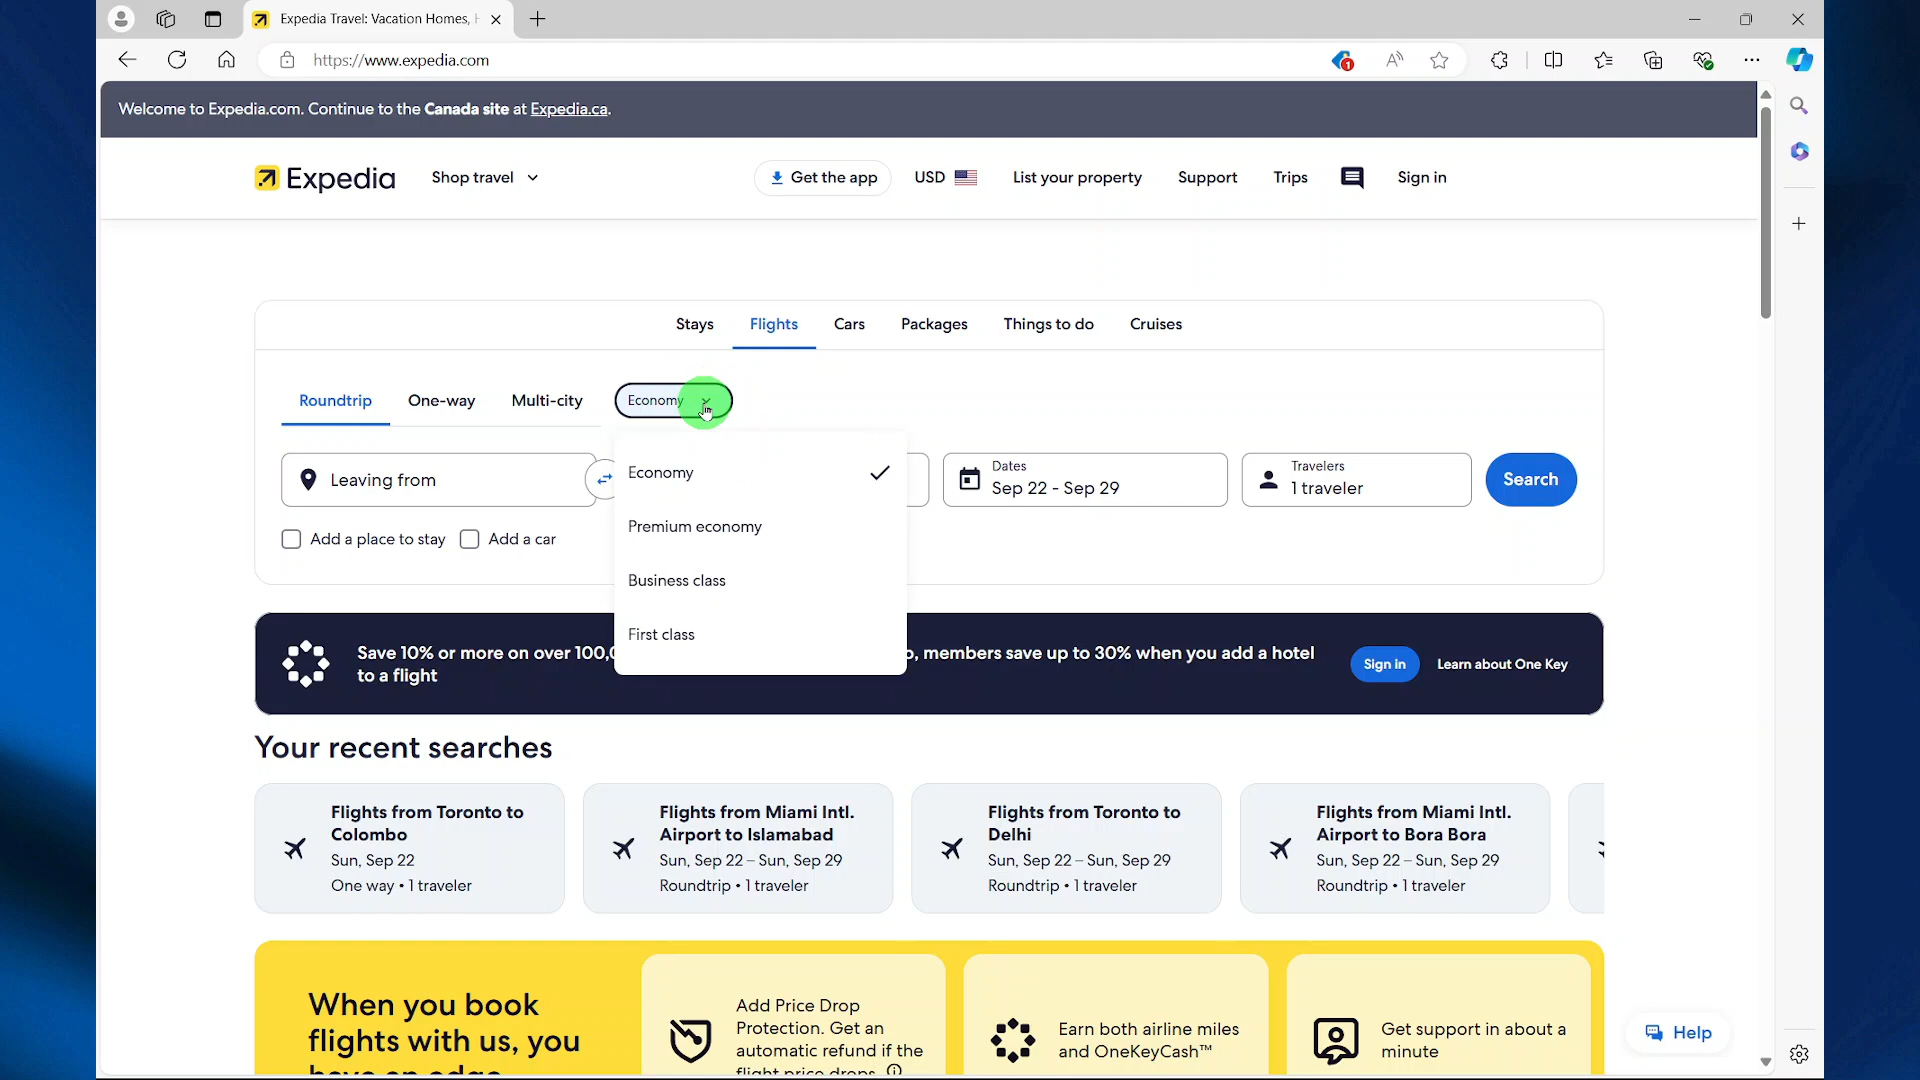 Expedia Travel: Vacation Homes,
https://www.expedia.com
1
Welcome to Expedia.com. Continue to the Canada site at Expedia.ca.
Expedia
Shop travel
Get the app
USD
List your property
Support
Trips
Sign in
Stays
Flights
Cars
Packages
Things to do
Cruises
Roundtrip
One-way
Multi-city
Economy
Leaving from
Dates
Sep 22 - Sep 29
Travelers
1 traveler
Search
Economy
Premium economy
Business class
First class
Add a place to stay
Add a car
Save 10% or more on over 100,0
, members save up to 30% when you add a hotel
to a flight
Sign in
Learn about One Key
Your recent searches
Flights from Toronto to
Colombo
Sun, Sep 22
One way • 1 traveler
Flights from Miami Intl.
Airport to Islamabad
Sun, Sep 22 – Sun, Sep 29
Roundtrip • 1 traveler
Flights from Toronto to
Delhi
Sun, Sep 22 – Sun, Sep 29
Roundtrip • 1 traveler
Flights from Miami Intl.
Airport to Bora Bora
Sun, Sep 22 – Sun, Sep 29
Roundtrip • 1 traveler
When you book
flights with us, you
have an edge
Add Price Drop
Protection. Get an
automatic refund if the
flight price drops.
Earn both airline miles
and OneKeyCash™
Get support in about a
minute
Help